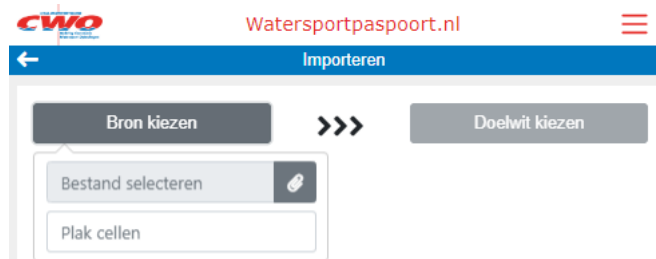 CWO
Watersportpaspoort.nl
Importeren
Bron kiezen
Doelwit kiezen
Bestand selecteren
Plak cellen